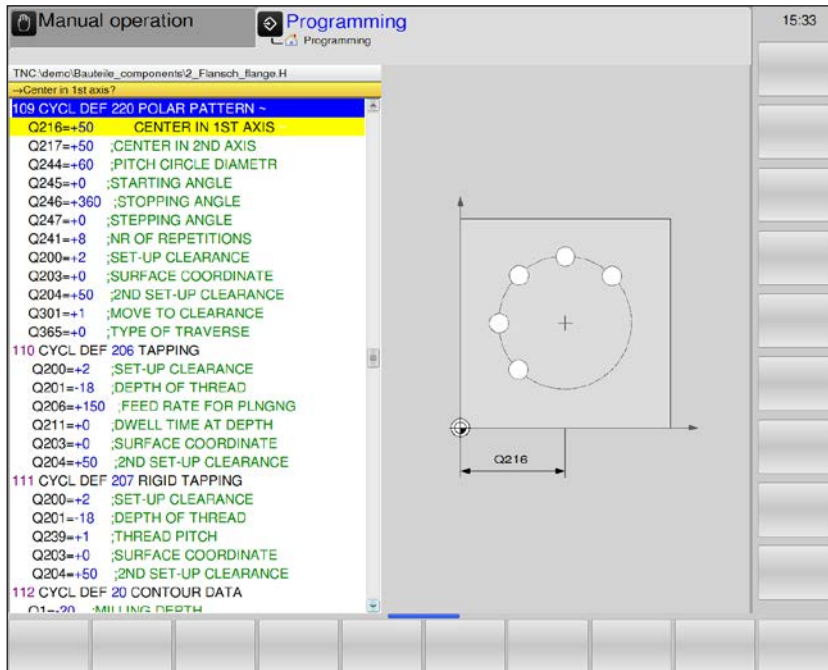 Manual operation
Programming
Programming
15:33
TNC:\demo\Bauteile_components\2_Flansch_flange.H
→Center in 1st axis?
109 CYCL DEF 220 POLAR PATTERN ~
Q216=+50 CENTER IN 1ST AXIS
Q217=+50 ;CENTER IN 2ND AXIS
Q244=+60 ;PITCH CIRCLE DIAMETR
Q245=+0 ;STARTING ANGLE
Q246=+360 ;STOPPING ANGLE
Q247=+0 ;STEPPING ANGLE
Q241=+8 ;NR OF REPETITIONS
Q200=+2 ;SET-UP CLEARANCE
Q203=+0 ;SURFACE COORDINATE
Q204=+50 ;2ND SET-UP CLEARANCE
Q301=+1 ;MOVE TO CLEARANCE
Q365=+0 ;TYPE OF TRAVERSE
110 CYCL DEF 206 TAPPING
Q200=+2 ;SET-UP CLEARANCE
Q201=-18 ;DEPTH OF THREAD
Q206=+150 ;FEED RATE FOR PLNGNG
Q211=+0 ;DWELL TIME AT DEPTH
Q203=+0 ;SURFACE COORDINATE
Q204=+50 ;2ND SET-UP CLEARANCE
111 CYCL DEF 207 RIGID TAPPING
Q200=+2 ;SET-UP CLEARANCE
Q201=-18 ;DEPTH OF THREAD
Q239=+1 ;THREAD PITCH
Q203=+0 ;SURFACE COORDINATE
Q204=+50 ;2ND SET-UP CLEARANCE
112 CYCL DEF 20 CONTOUR DATA
Q1=-20 ;MILLING DEPTH
Q216